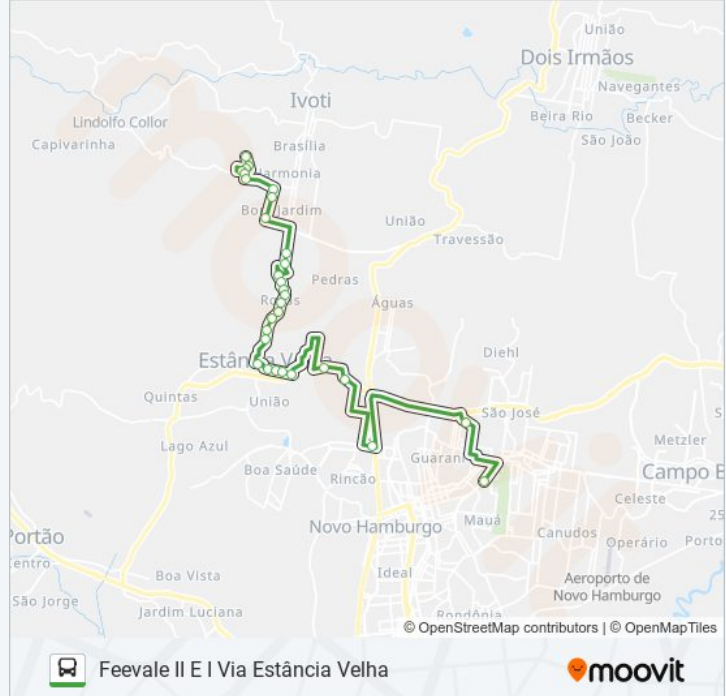 União
Dois Irmãos
Navegantes
Ivoti
Lindolfo Collor
Beira Rio
Becker
Capivarinha
Brasília
São João
Harmonia
Bom Jardim
União
Travessão
Pedras
Águas
Rosas
Estância Velha
Diehl
Quintas
União
São José
Lago Azul
Metzler
Boa Saúde
Guarani
Campo B
Rincão
Celeste
Portão
Novo Hamburgo
Mauá
25
Centro
Canudos
Operário
Porto
Boa Vista
Ideal
São Jorge
Aeroporto de
Novo Hamburgo
Jardim Luciana
Rondônia
© OpenStreetMap contributors | © OpenMapTiles
Feevale II E I Via Estância Velha
moovit